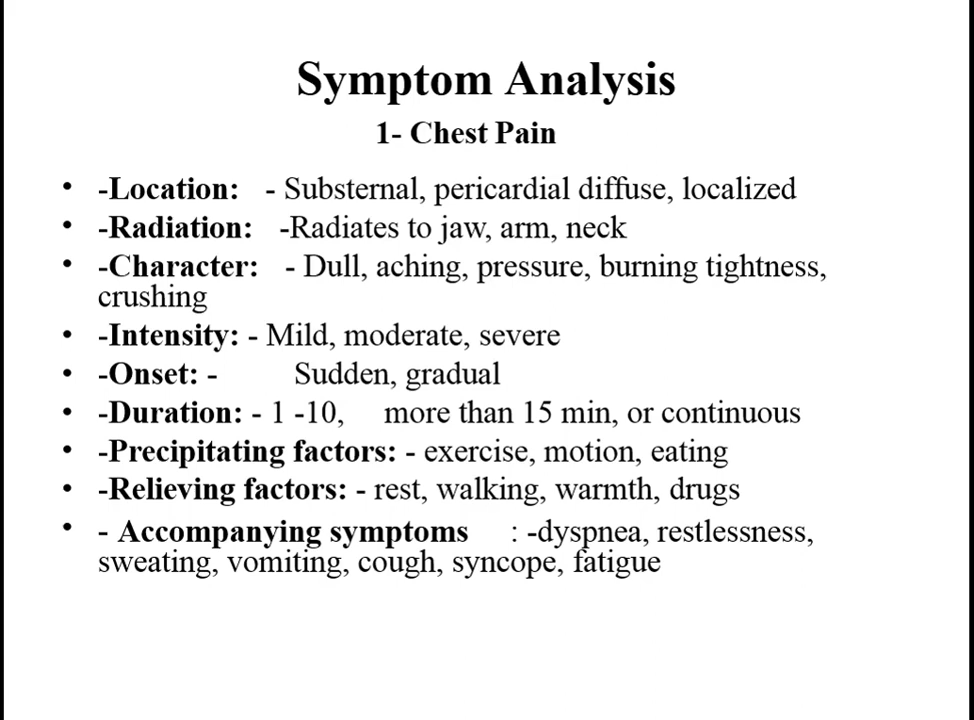 Symptom Analysis
1- Chest Pain
• -Location: - Substernal, pericardial diffuse, localized
• -Radiation: -Radiates to jaw, arm, neck
• -Character: - Dull, aching, pressure, burning tightness,
crushing
• -Intensity: - Mild, moderate, severe
• -Onset: - Sudden, gradual
• -Duration: - 1 -10, more than 15 min, or continuous
• -Precipitating factors: - exercise, motion, eating
• -Relieving factors: - rest, walking, warmth, drugs
• - Accompanying symptoms : -dyspnea, restlessness,
sweating, vomiting, cough, syncope, fatigue